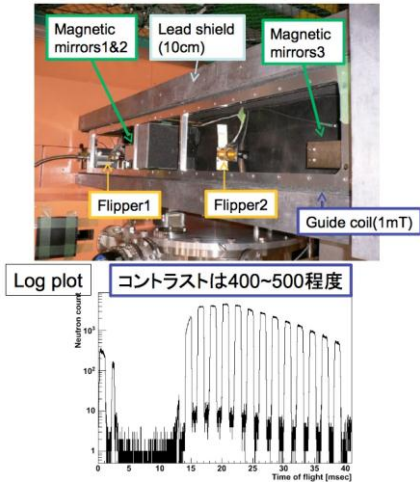 Magnetic
mirrors1&2
Lead shield
(10cm)
Magnetic
mirrors3
Flipper1
Flipper2
Guide coil(1mT)
Log plot
コントラストは400~500程度
Neutron count
10³
10²
10
1
0 5 10 15 20 25 30 35 40
Time of flight [msec]